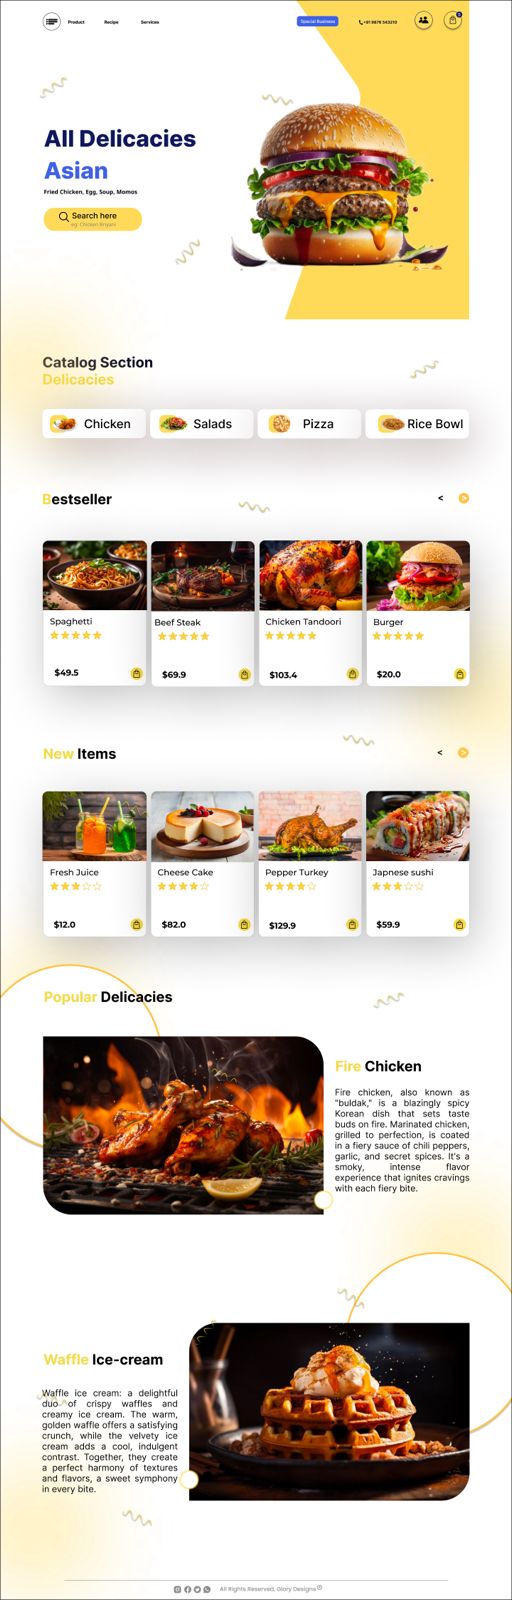 Product Recipe Services Special Business +91 9876 543210
All Delicacies
Asian
Fried Chicken, Egg, Soup, Momos
Search here
eg: Chicken Briyani
Catalog Section
Delicacies
Chicken Salads Pizza Rice Bowl
Bestseller < >
Spaghetti Beef Steak Chicken Tandoori Burger
$49.5 $69.9 $103.4 $20.0
New Items < >
Fresh Juice Cheese Cake Pepper Turkey Japnese sushi
$12.0 $82.0 $129.9 $59.9
Popular Delicacies
Fire Chicken
Fire chicken, also known as
"buldak," is a blazingly spicy
Korean dish that sets taste
buds on fire. Marinated chicken,
grilled to perfection, is coated
in a fiery sauce of chili peppers,
garlic, and secret spices. It's a
smoky, intense flavor
experience that ignites cravings
with each fiery bite.
Waffle Ice-cream
Waffle ice cream: a delightful
duo of crispy waffles and
creamy ice cream. The warm,
golden waffle offers a satisfying
crunch, while the velvety ice
cream adds a cool, indulgent
contrast. Together, they create
a perfect harmony of textures
and flavors, a sweet symphony
in every bite.
All Rights Reserved, Glory Designs